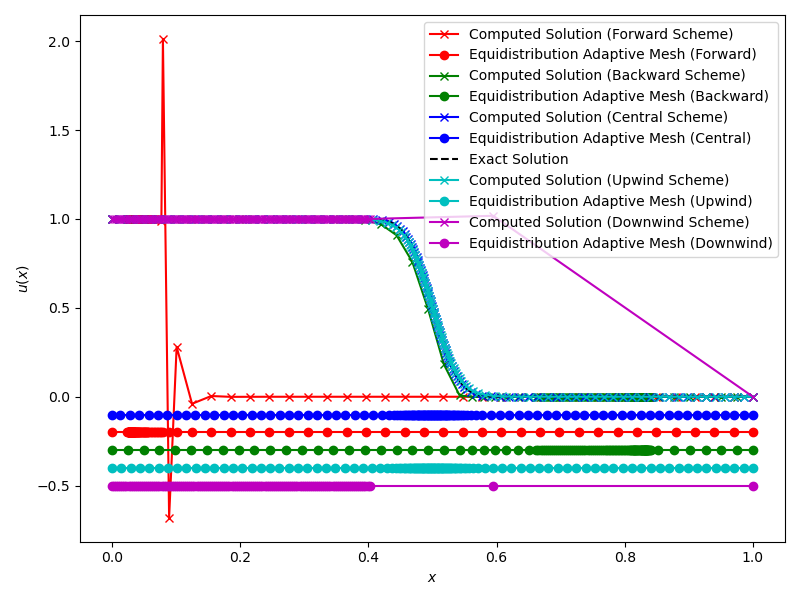 Computed Solution (Forward Scheme)
Equidistribution Adaptive Mesh (Forward)
Computed Solution (Backward Scheme)
Equidistribution Adaptive Mesh (Backward)
Computed Solution (Central Scheme)
Equidistribution Adaptive Mesh (Central)
Exact Solution
Computed Solution (Upwind Scheme)
Equidistribution Adaptive Mesh (Upwind)
Computed Solution (Downwind Scheme)
Equidistribution Adaptive Mesh (Downwind)
2.0
1.5
1.0
0.5
0.0
−0.5
u(x)
0.0 0.2 0.4 0.6 0.8 1.0
x